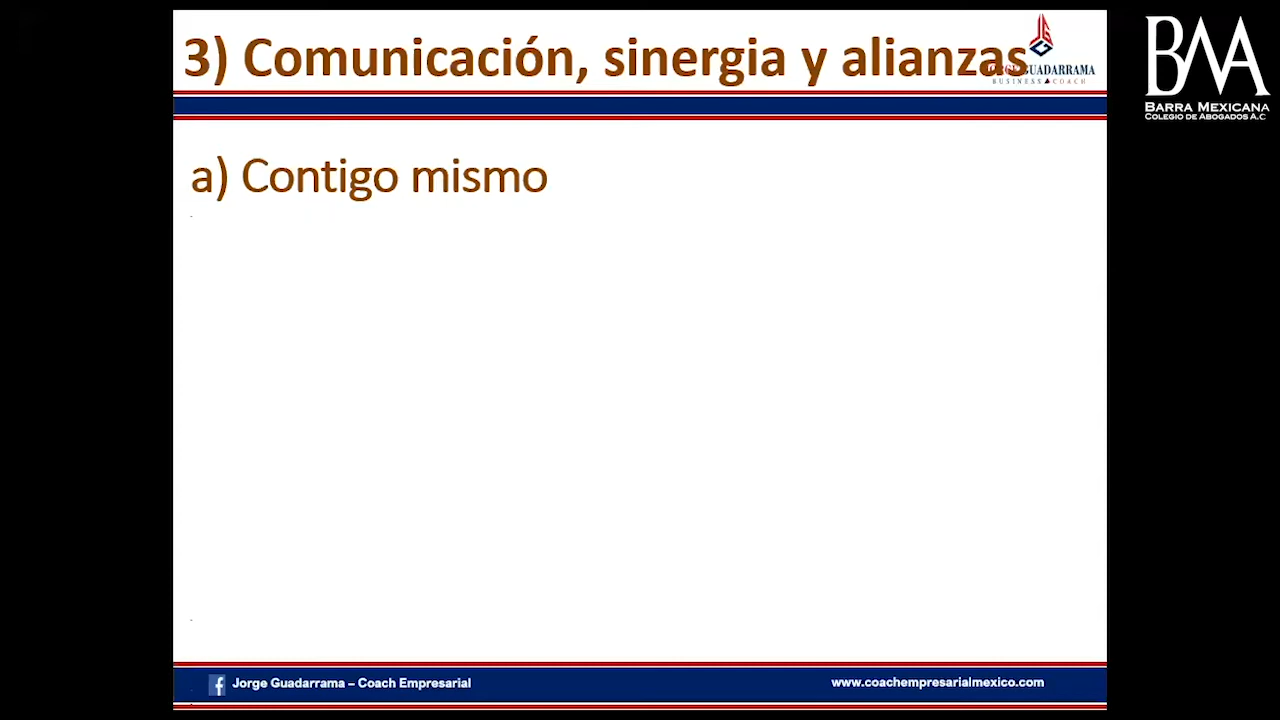 3) Comunicación, sinergia y alianzas
GUADARRAMA
BUSINESS COACH
BMA
BARRA MEXICANA
COLEGIO DE ABOGADOS A.C
a) Contigo mismo
Jorge Guadarrama – Coach Empresarial
www.coachempresarialmexico.com